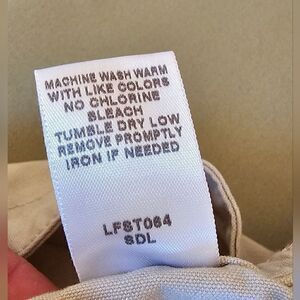 MACHINE WASH WARM
WITH LIKE COLORS
NO CHLORINE
BLEACH
TUMBLE DRY LOW
REMOVE PROMPTLY
IRON IF NEEDED
LFST064
SDL